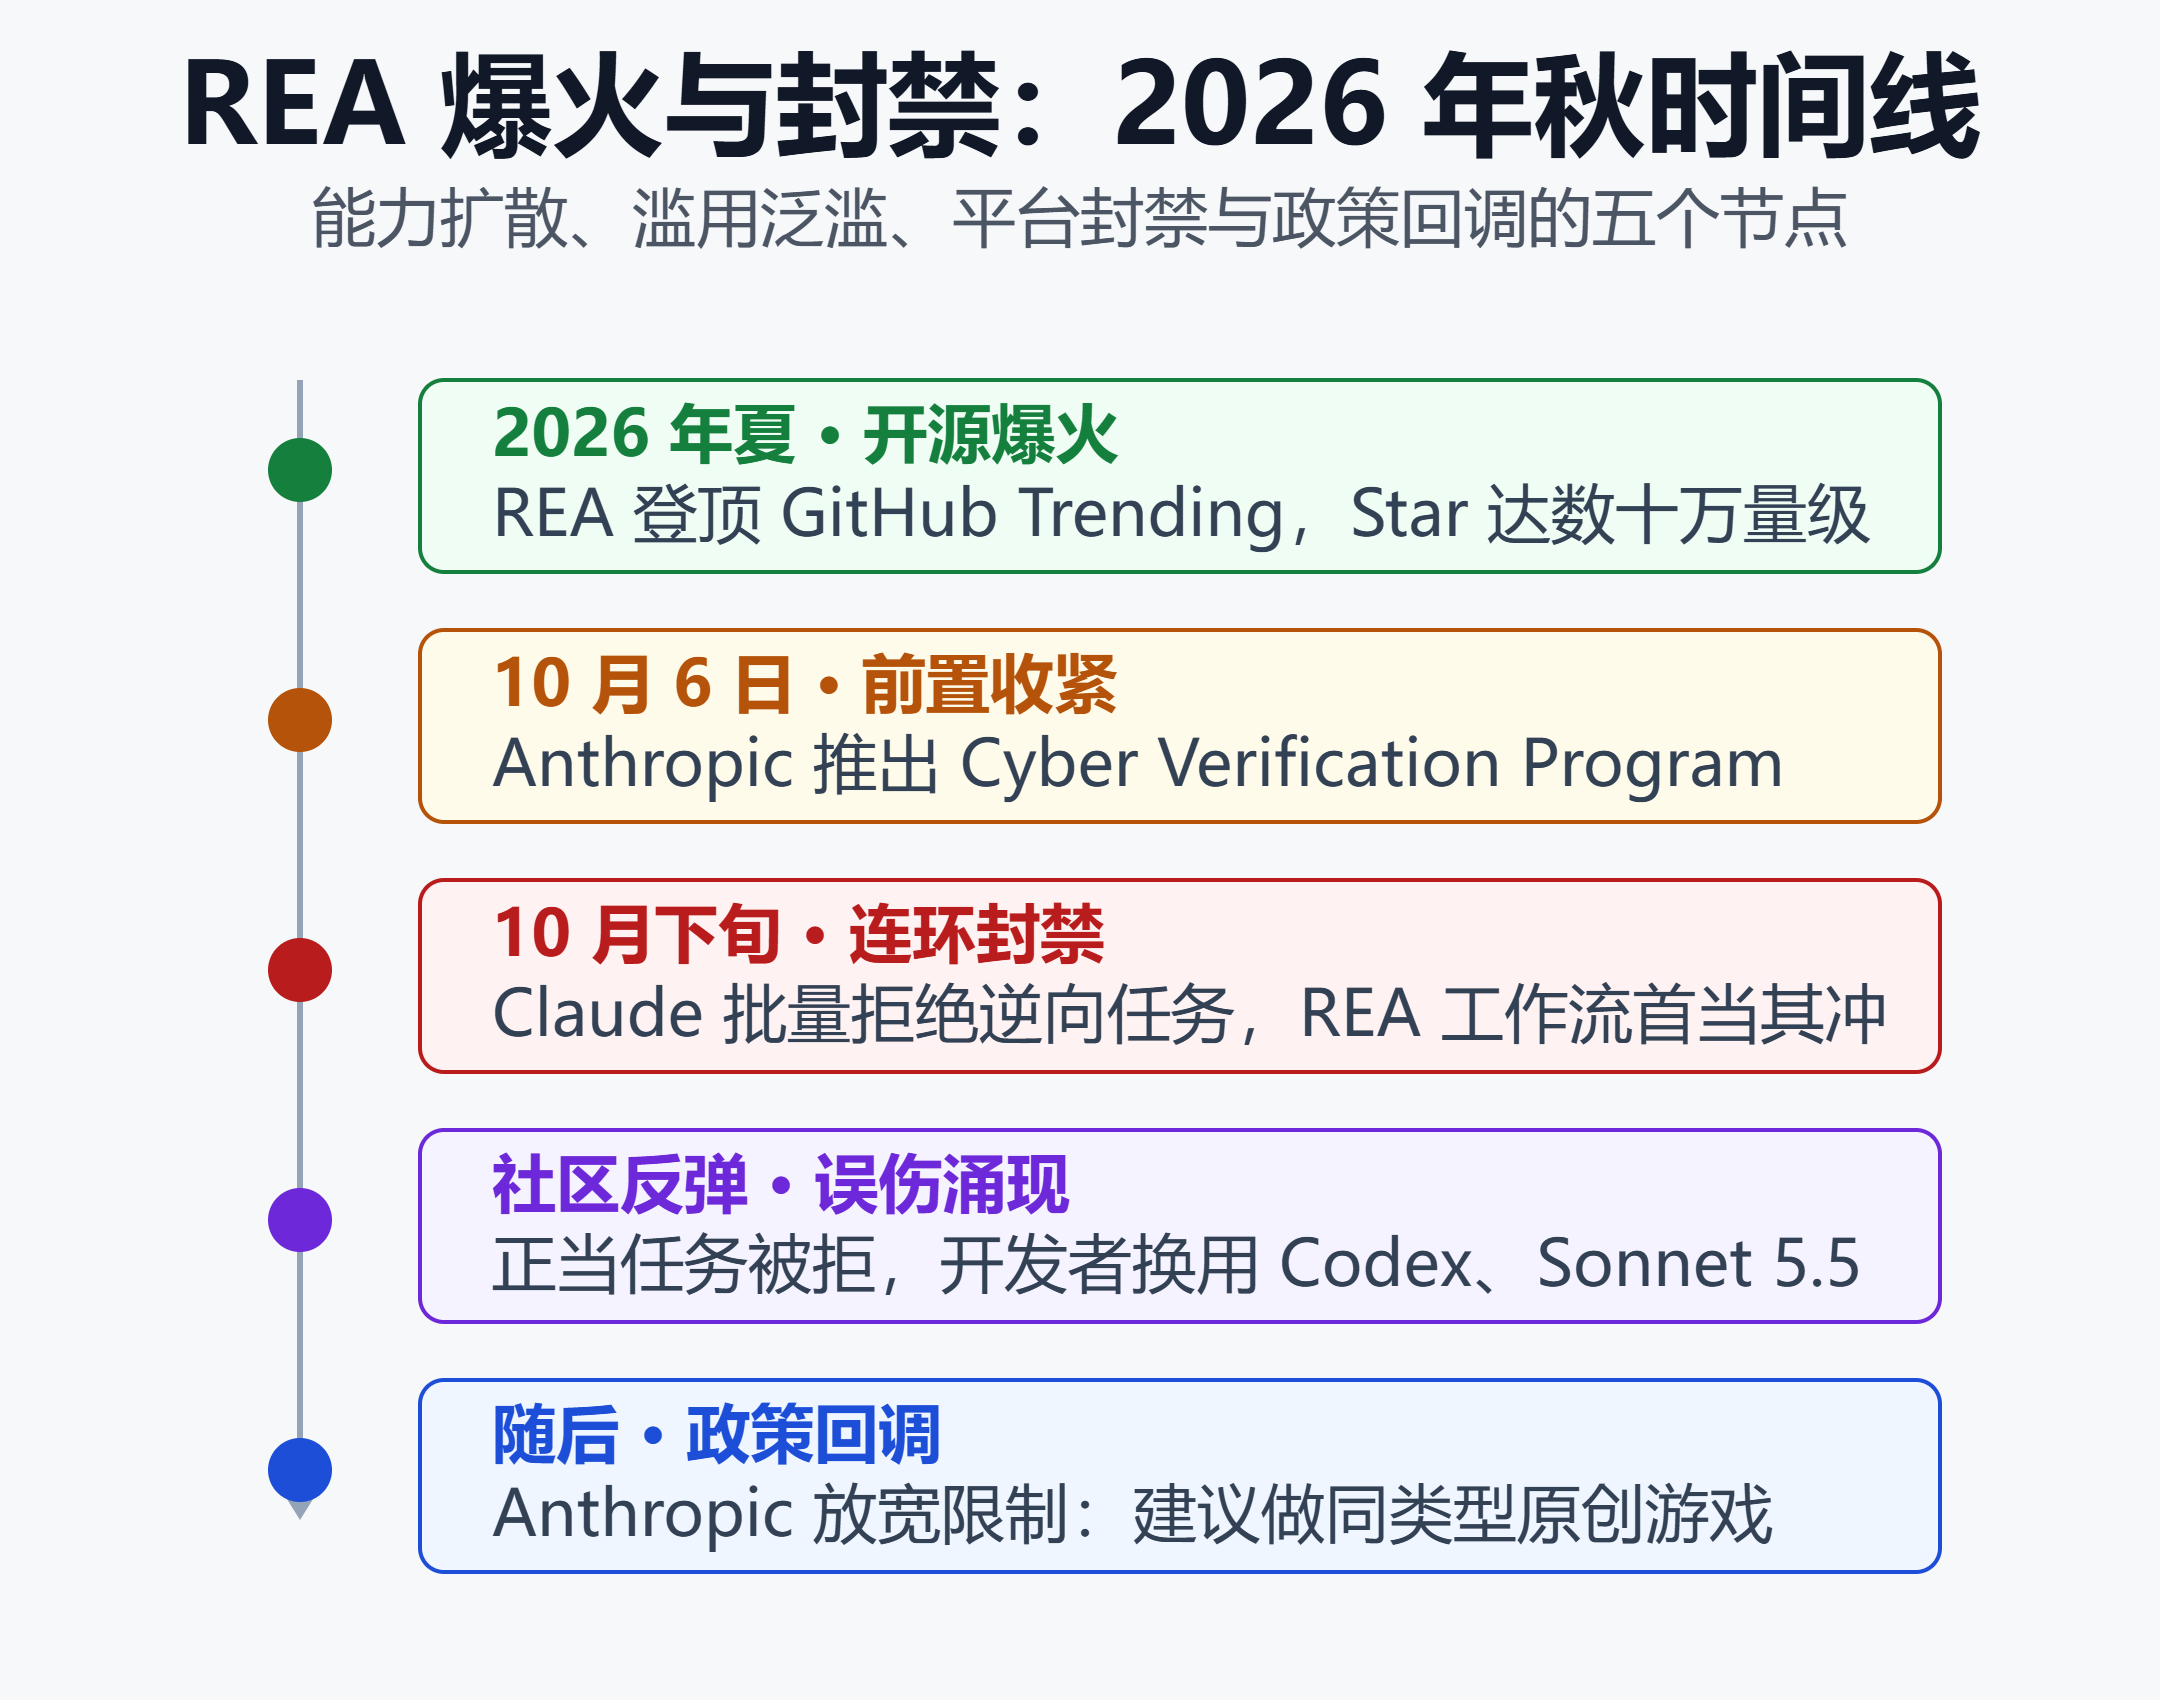 REA 爆火与封禁：2026 年秋时间线
能力扩散、滥用泛滥、平台封禁与政策回调的五个节点
2026 年夏 · 开源爆火
REA 登顶 GitHub Trending，Star 达数十万量级
10 月 6 日 · 前置收紧
Anthropic 推出 Cyber Verification Program
10 月下旬 · 连环封禁
Claude 批量拒绝逆向任务，REA 工作流首当其冲
社区反弹 · 误伤涌现
正当任务被拒，开发者换用 Codex、Sonnet 5.5
随后 · 政策回调
Anthropic 放宽限制：建议做同类型原创游戏